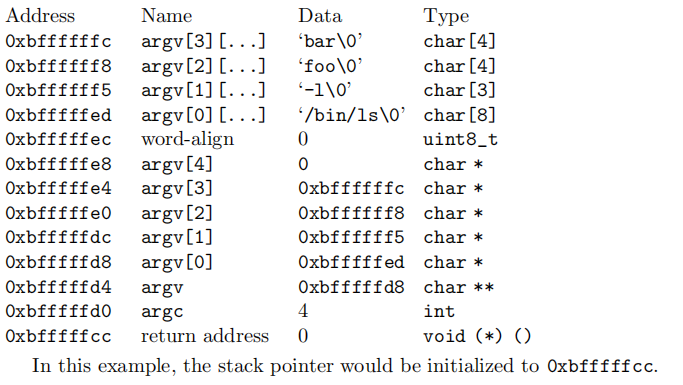 Address Name Data Type
0xbffffffc argv[3][...] ‘bar\0’ char[4]
0xbffffff8 argv[2][...] ‘foo\0’ char[4]
0xbffffff5 argv[1][...] ‘-l\0’ char[3]
0xbfffffed argv[0][...] ‘/bin/ls\0’ char[8]
0xbfffffec word-align 0 uint8_t
0xbfffffe8 argv[4] 0 char *
0xbfffffe4 argv[3] 0xbffffffc char *
0xbfffffe0 argv[2] 0xbffffff8 char *
0xbfffffdc argv[1] 0xbffffff5 char *
0xbfffffd8 argv[0] 0xbfffffed char *
0xbfffffd4 argv 0xbfffffd8 char **
0xbfffffd0 argc 4 int
0xbfffffcc return address 0 void (*) ()
In this example, the stack pointer would be initialized to 0xbfffffcc.